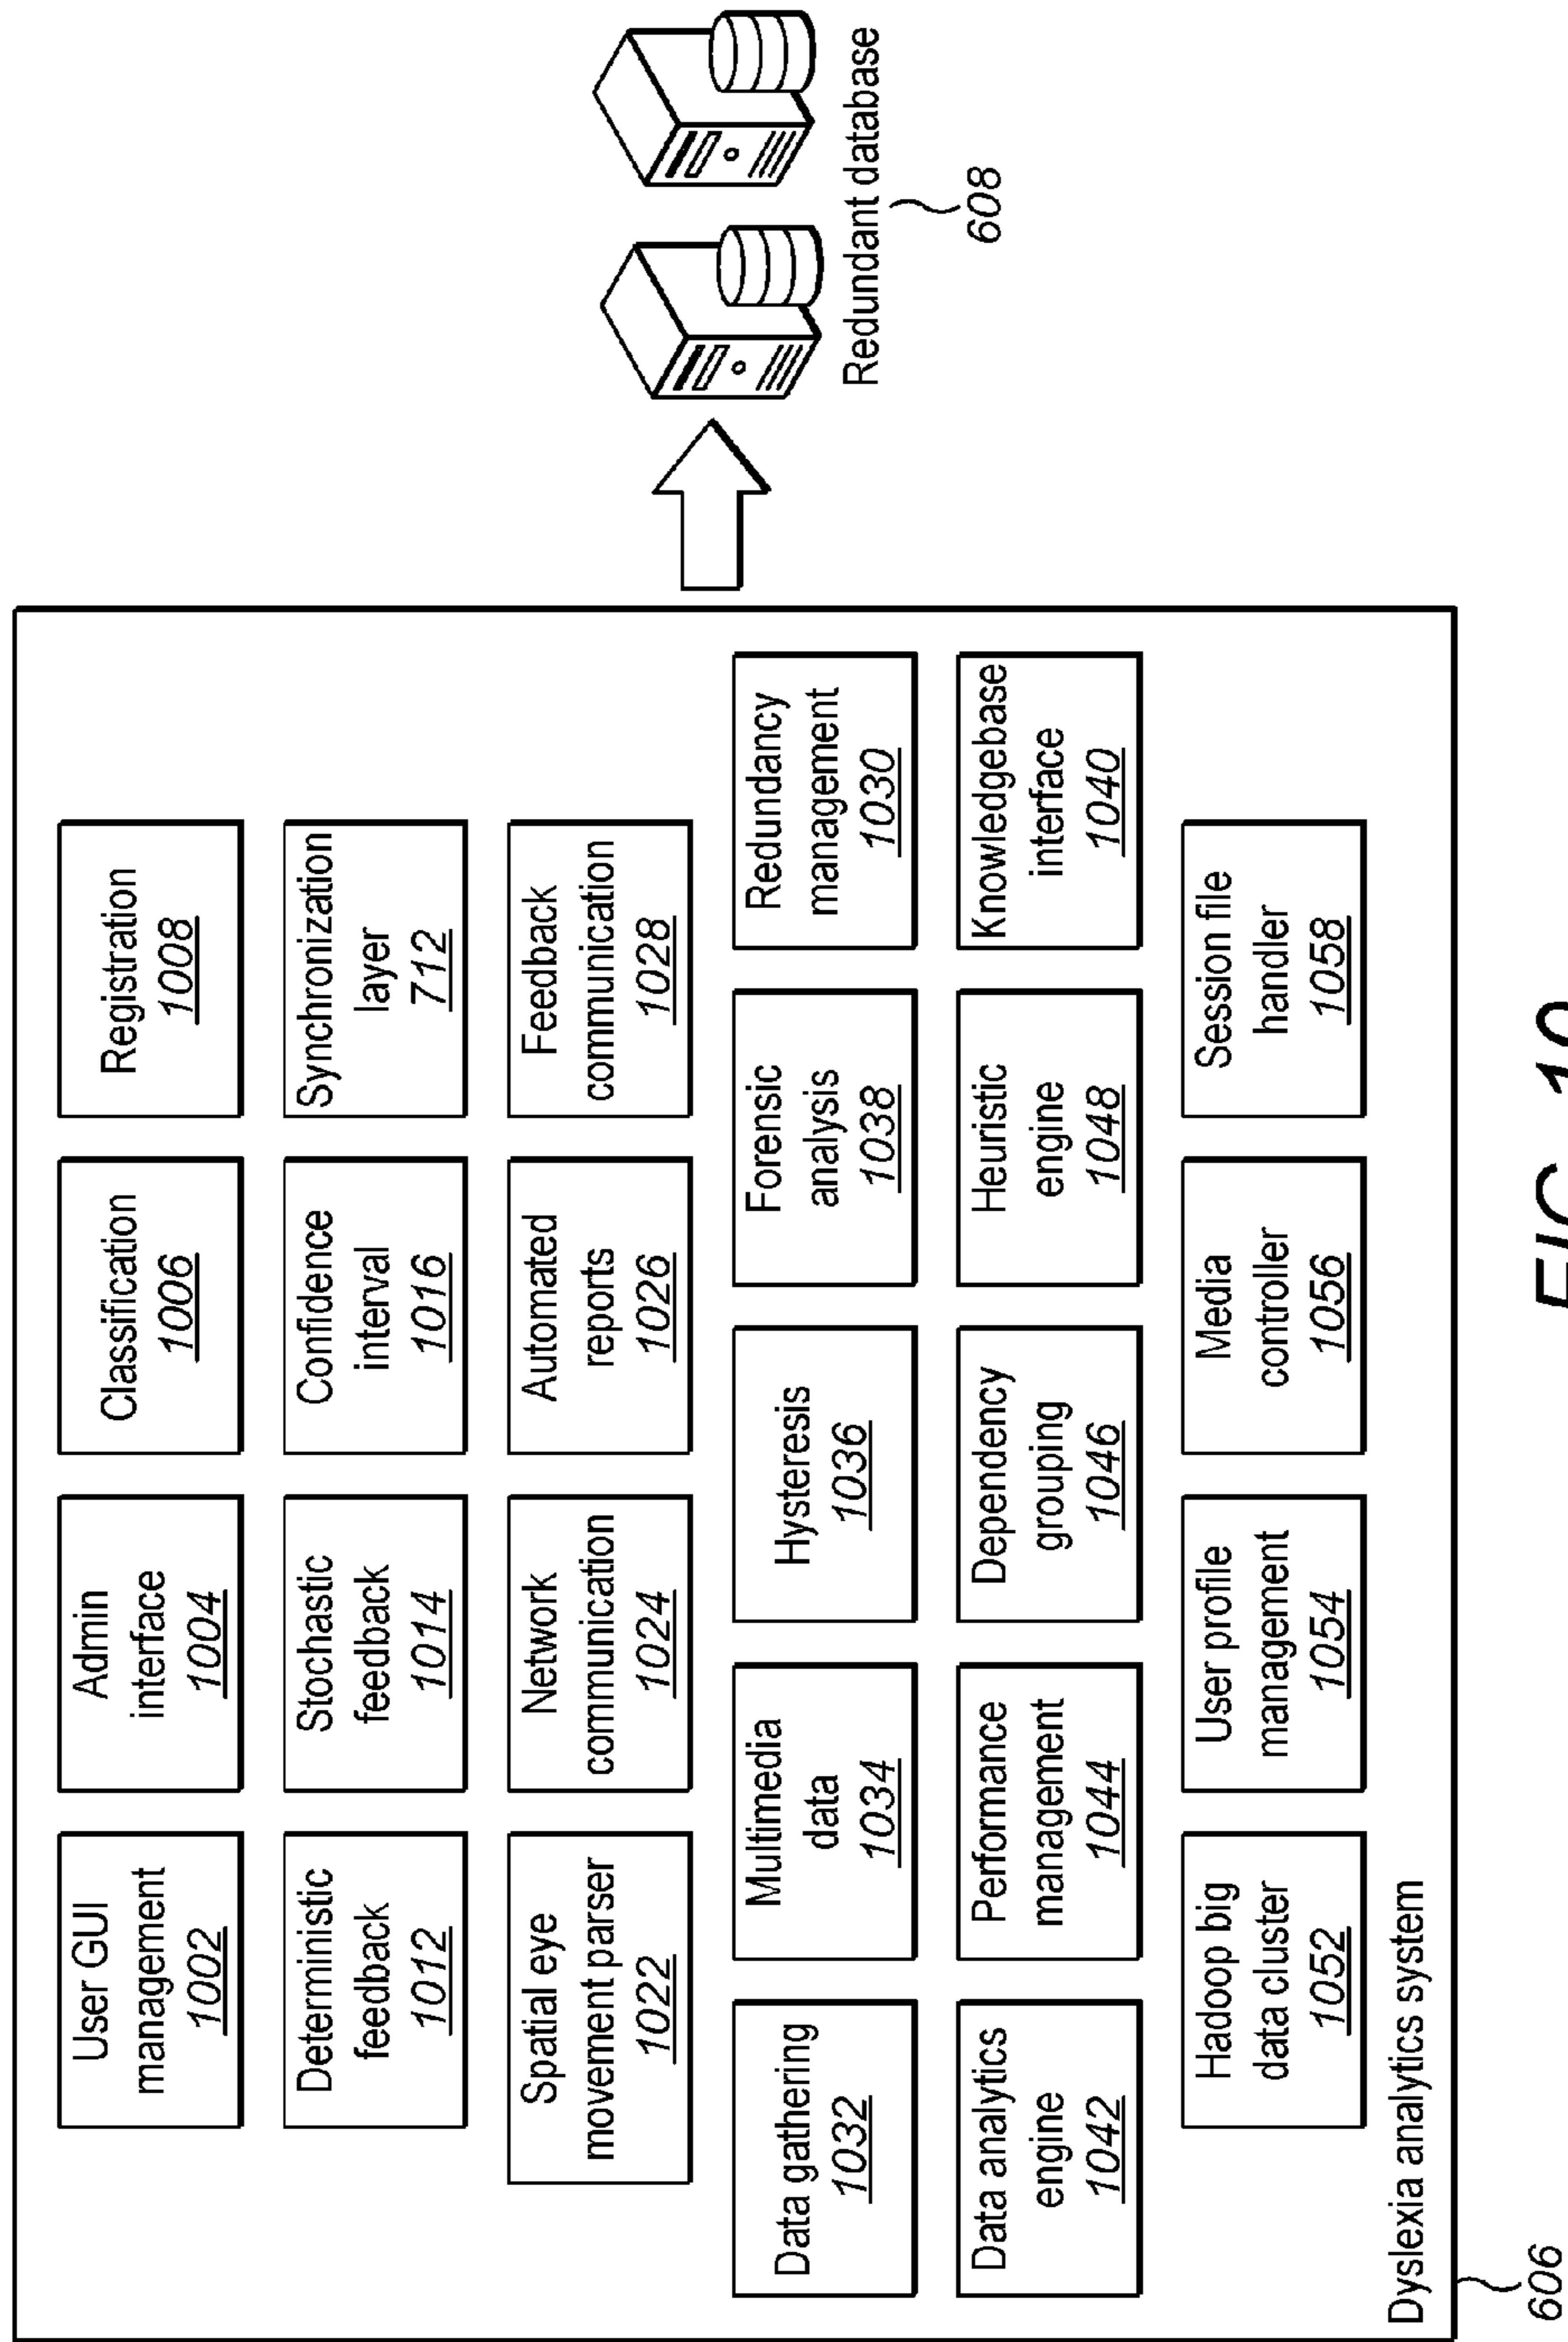 User GUI
management
1002
Admin
interface
1004
Classification
1006
Registration
1008
Deterministic
feedback
1012
Stochastic
feedback
1014
Confidence
interval
1016
Synchronization
layer
712
Spatial eye
movement parser
1022
Network
communication
1024
Automated
reports
1026
Feedback
communication
1028
Data gathering
1032
Multimedia
data
1034
Hysteresis
1036
Forensic
analysis
1038
Redundancy
management
1030
Data analytics
engine
1042
Performance
management
1044
Dependency
grouping
1046
Heuristic
engine
1048
Knowledgebase
interface
1040
Hadoop big
data cluster
1052
User profile
management
1054
Media
controller
1056
Session file
handler
1058
Dyslexia analytics system
606
Redundant database
608
FIG. 10